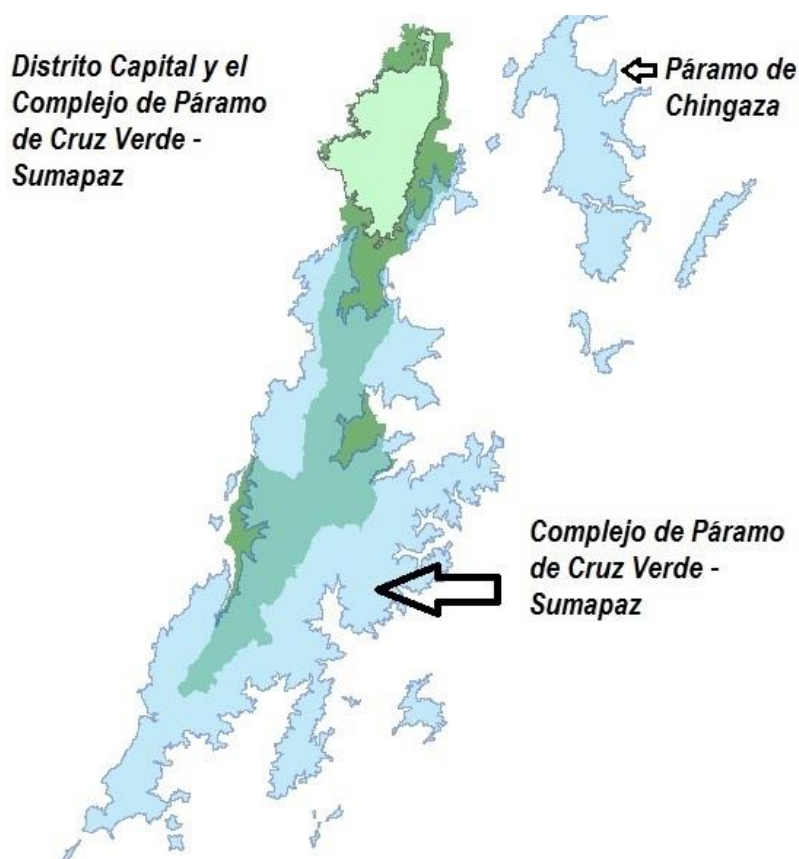 Distrito Capital y el
Complejo de Páramo
de Cruz Verde -
Sumapaz
Páramo de
Chingaza
Complejo de Páramo
de Cruz Verde -
Sumapaz